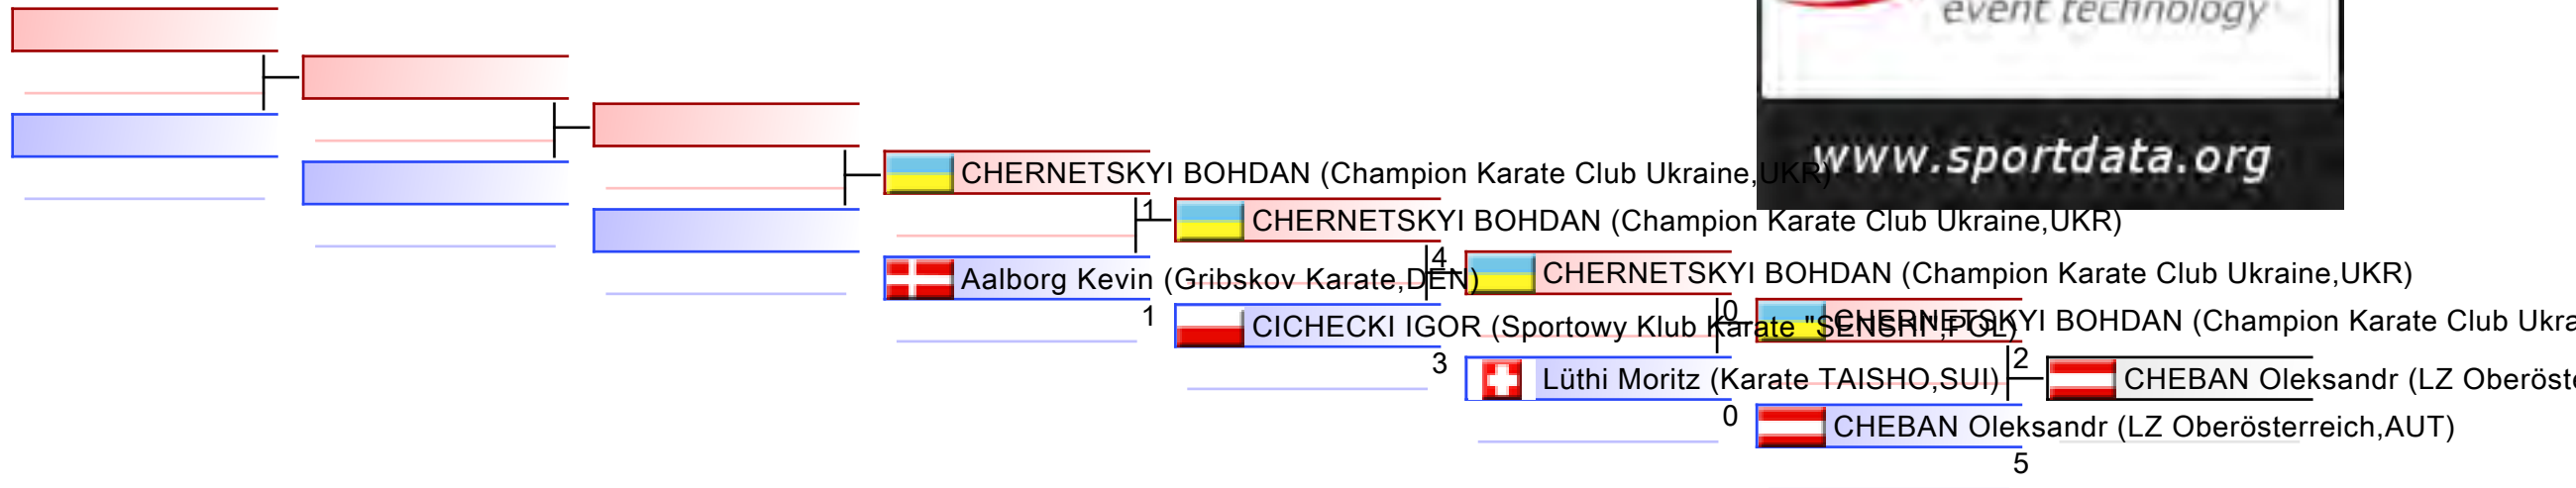 event technology
www.sportdata.org
CHERNETSKYI BOHDAN (Champion Karate Club Ukraine,UKR)
1
CHERNETSKYI BOHDAN (Champion Karate Club Ukraine,UKR)
4
Aalborg Kevin (Gribskov Karate,DEN)
1
CHERNETSKYI BOHDAN (Champion Karate Club Ukraine,UKR)
0
CICHECKI IGOR (Sportowy Klub Karate "SENSHI",POL)
3
CHERNETSKYI BOHDAN (Champion Karate Club Ukra
2
Lüthi Moritz (Karate TAISHO,SUI)
0
CHEBAN Oleksandr (LZ Oberöste
CHEBAN Oleksandr (LZ Oberösterreich,AUT)
5